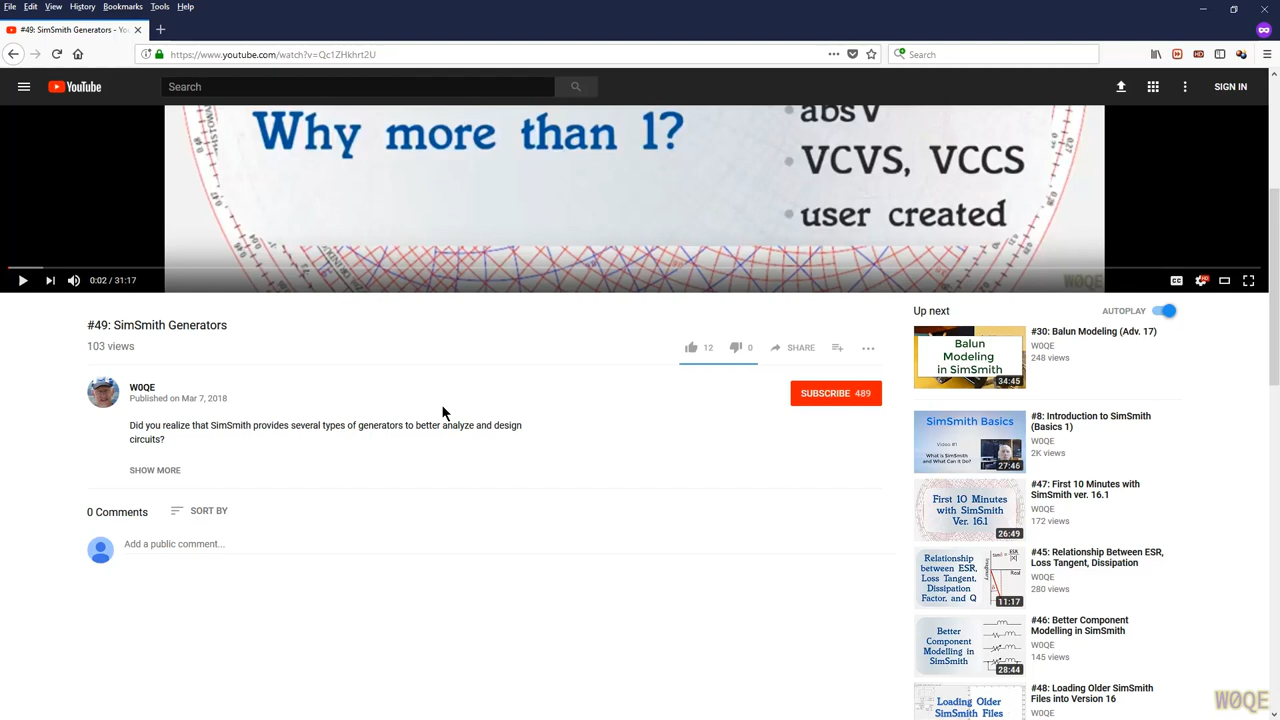 File Edit View History Bookmarks Tools Help
#49: SimSmith Generators - Yo
https://www.youtube.com/watch?v=Qc1ZHkhrt2U
Search
YouTube
Search
SIGN IN
Why more than 1?
absV
VCVS, VCCS
user created
W0QE
0:02 / 31:17
CC
HD
#49: SimSmith Generators
103 views
12
0
SHARE
W0QE
Published on Mar 7, 2018
SUBSCRIBE 489
Did you realize that SimSmith provides several types of generators to better analyze and design
circuits?
SHOW MORE
0 Comments
SORT BY
Add a public comment...
Up next
AUTOPLAY
Balun
Modeling
in SimSmith
34:45
#30: Balun Modeling (Adv. 17)
W0QE
248 views
SimSmith Basics
Video #1
What is SimSmith
and What Can It Do?
27:46
#8: Introduction to SimSmith
(Basics 1)
W0QE
2K views
First 10 Minutes
with SimSmith
Ver. 16.1
26:49
#47: First 10 Minutes with
SimSmith ver. 16.1
W0QE
172 views
Relationship
between ESR,
Loss Tangent,
Dissipation
Factor, and Q
Real
11:17
#45: Relationship Between ESR,
Loss Tangent, Dissipation
W0QE
280 views
Better
Component
Modelling in
SimSmith
28:44
#46: Better Component
Modelling in SimSmith
W0QE
145 views
Loading Older
SimSmith Files
#48: Loading Older SimSmith
Files into Version 16
W0QE
W0QE